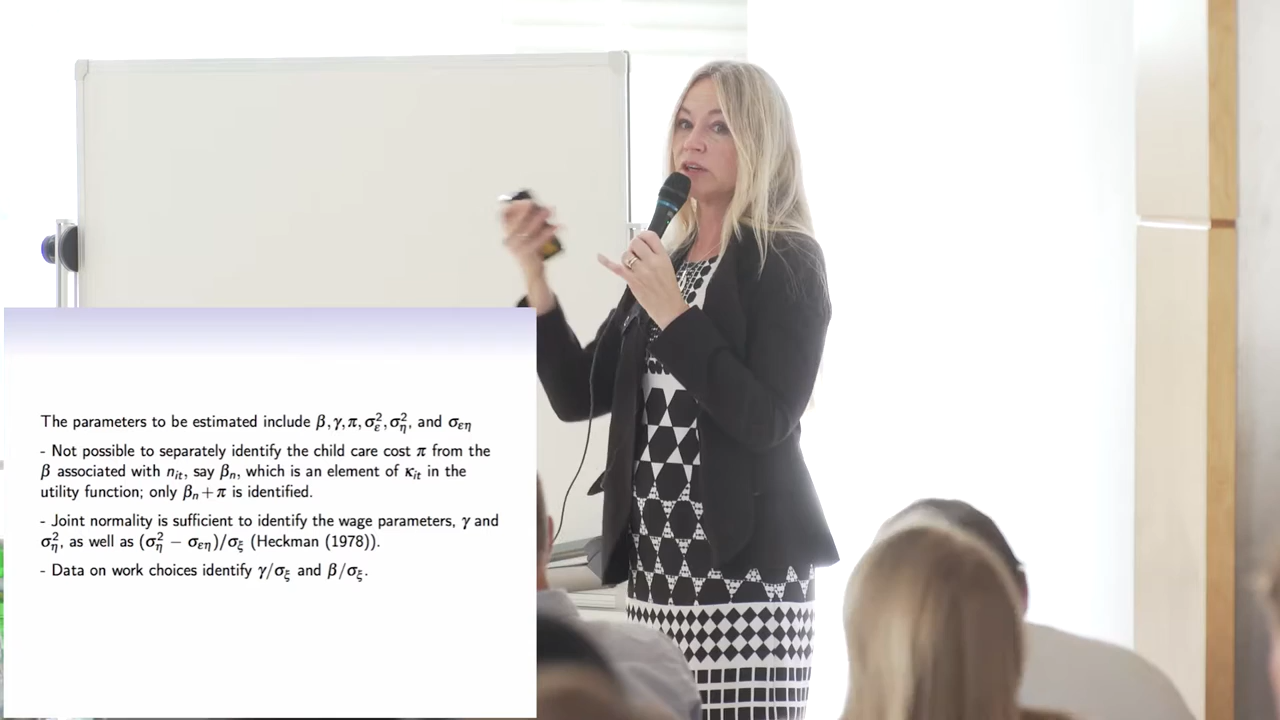 The parameters to be estimated include β, γ, π, σ²_ε, σ²_η, and σ_εη
- Not possible to separately identify the child care cost π from the
β associated with n_it, say β_n, which is an element of κ_it in the
utility function; only β_n + π is identified.
- Joint normality is sufficient to identify the wage parameters, γ and
σ²_η, as well as (σ²_η − σ_εη)/σ_ξ (Heckman (1978)).
- Data on work choices identify γ/σ_ξ and β/σ_ξ.